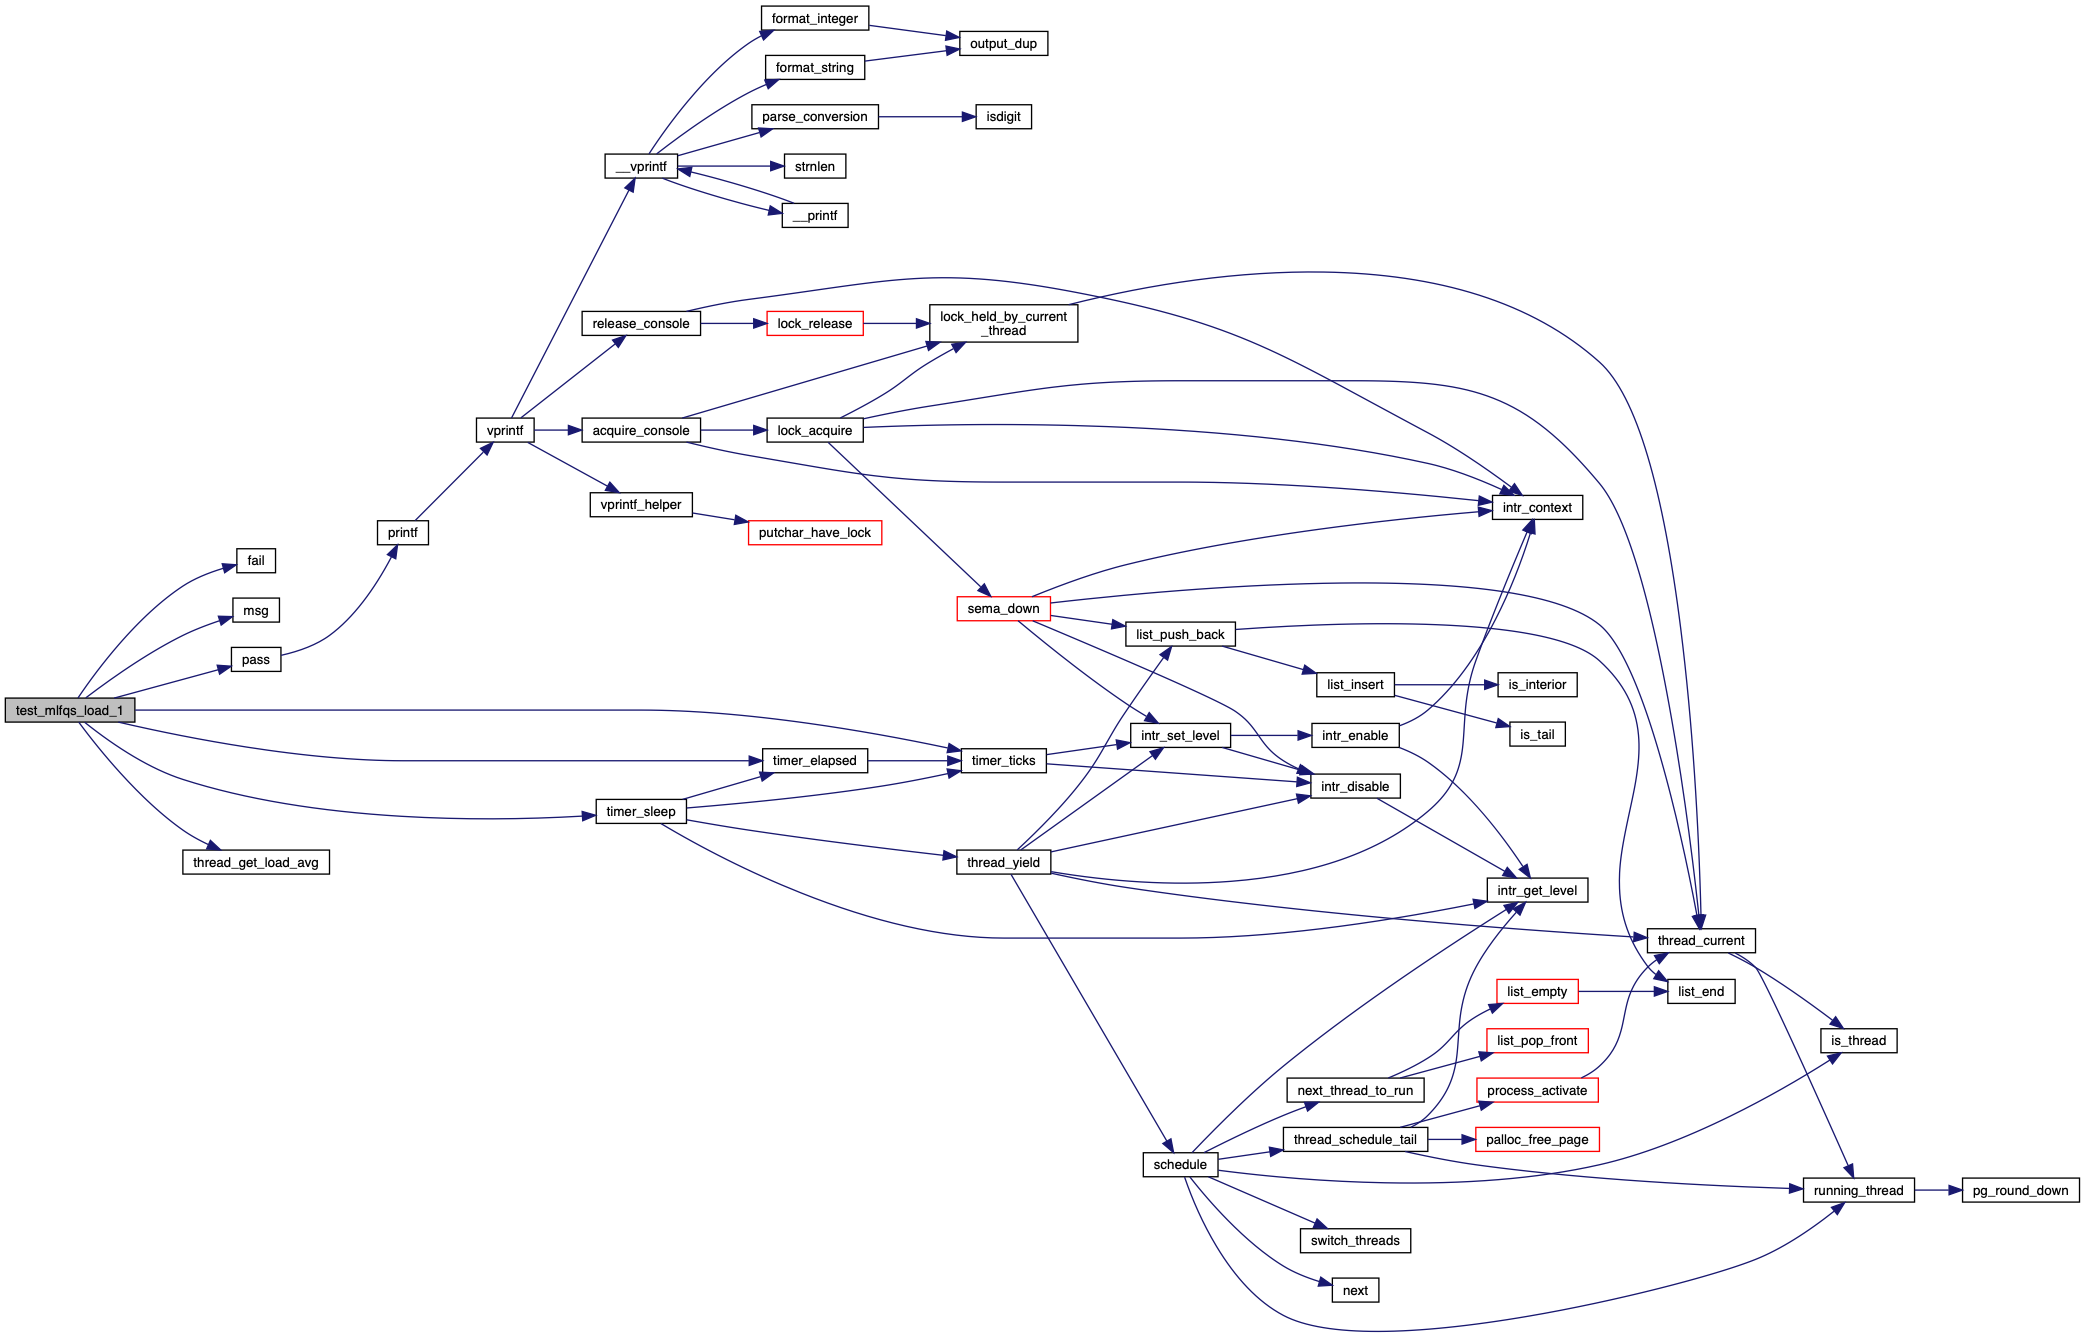 format_integer
output_dup
format_string
parse_conversion
isdigit
__vprintf
strnlen
__printf
release_console
lock_release
lock_held_by_current
_thread
vprintf
acquire_console
lock_acquire
vprintf_helper
intr_context
printf
putchar_have_lock
fail
msg
sema_down
list_push_back
pass
list_insert
is_interior
test_mlfqs_load_1
intr_set_level
intr_enable
is_tail
timer_elapsed
timer_ticks
intr_disable
timer_sleep
thread_get_load_avg
thread_yield
intr_get_level
thread_current
list_empty
list_end
list_pop_front
is_thread
next_thread_to_run
process_activate
thread_schedule_tail
palloc_free_page
schedule
running_thread
pg_round_down
switch_threads
next